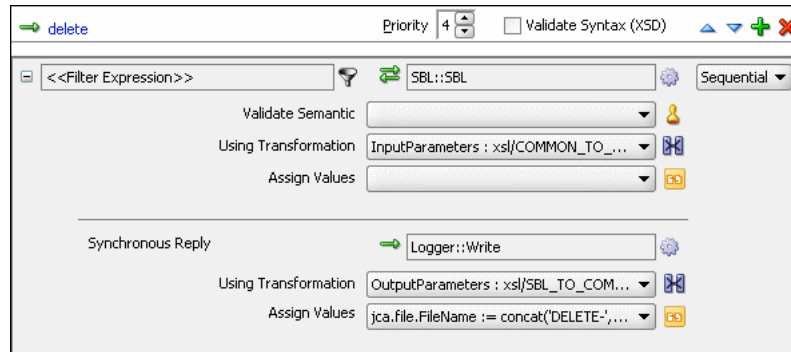 delete Priority 4 Validate Syntax (XSD)
<<Filter Expression>> SBL::SBL Sequential
Validate Semantic
Using Transformation InputParameters : xsl/COMMON_TO_...
Assign Values
Synchronous Reply Logger::Write
Using Transformation OutputParameters : xsl/SBL_TO_COM...
Assign Values jca.file.FileName := concat('DELETE-',...